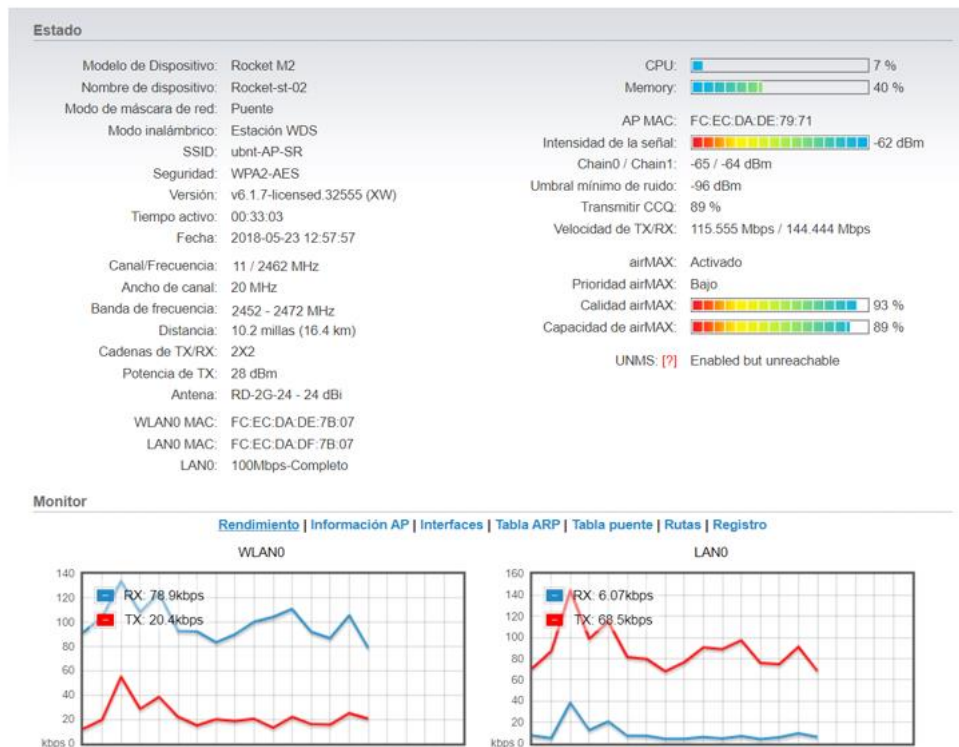 Estado
Modelo de Dispositivo: Rocket M2
Nombre de dispositivo: Rocket-st-02
Modo de máscara de red: Puente
Modo inalámbrico: Estación WDS
SSID: ubnt-AP-SR
Seguridad: WPA2-AES
Versión: v6.1.7-licensed.32555 (XW)
Tiempo activo: 00:33:03
Fecha: 2018-05-23 12:57:57
Canal/Frecuencia: 11 / 2462 MHz
Ancho de canal: 20 MHz
Banda de frecuencia: 2452 - 2472 MHz
Distancia: 10.2 millas (16.4 km)
Cadenas de TX/RX: 2X2
Potencia de TX: 28 dBm
Antena: RD-2G-24 - 24 dBi
WLAN0 MAC: FC:EC:DA:DE:7B:07
LAN0 MAC: FC:EC:DA:DF:7B:07
LAN0: 100Mbps-Completo
CPU: 7 %
Memory: 40 %
AP MAC: FC:EC:DA:DE:79:71
Intensidad de la señal: -62 dBm
Chain0 / Chain1: -65 / -64 dBm
Umbral mínimo de ruido: -96 dBm
Transmitir CCQ: 89 %
Velocidad de TX/RX: 115.555 Mbps / 144.444 Mbps
airMAX: Activado
Prioridad airMAX: Bajo
Calidad airMAX: 93 %
Capacidad de airMAX: 89 %
UNMS: [?] Enabled but unreachable
Monitor
Rendimiento | Información AP | Interfaces | Tabla ARP | Tabla puente | Rutas | Registro
WLAN0
140
120
100
80
60
40
20
kbps 0
RX: 78.9kbps
TX: 20.4kbps
LAN0
160
140
120
100
80
60
40
20
kbps 0
RX: 6.07kbps
TX: 68.5kbps